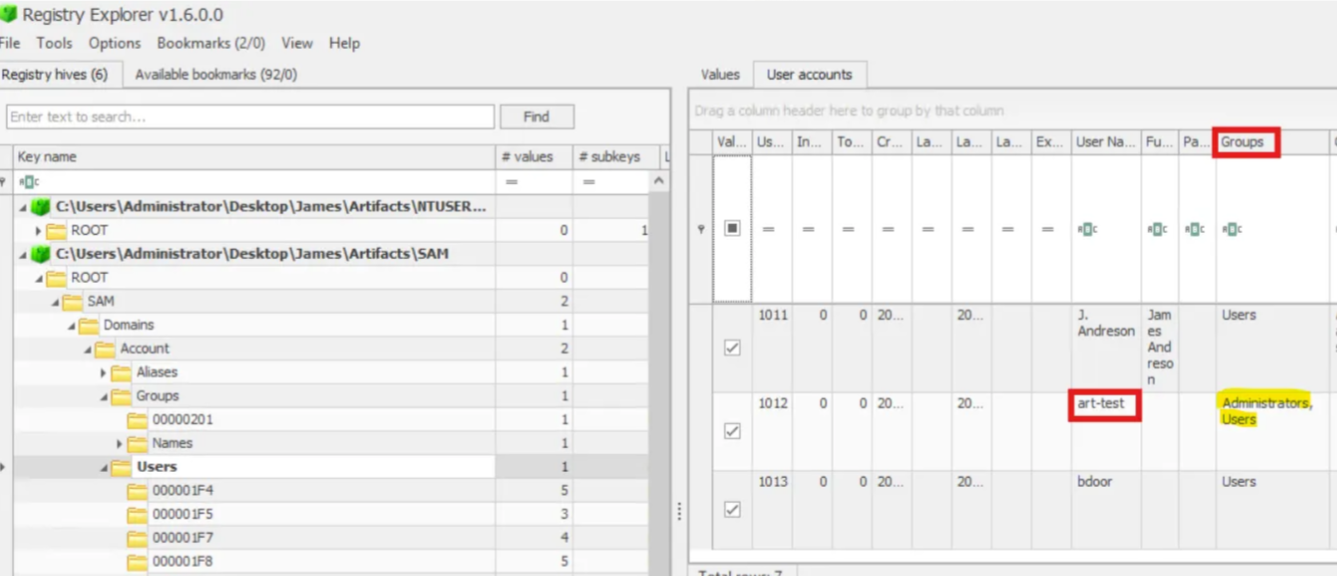 Registry Explorer v1.6.0.0
File Tools Options Bookmarks (2/0) View Help
Registry hives (6) Available bookmarks (92/0)
Values User accounts
Enter text to search... Find
Drag a column header here to group by that column
Key name # values # subkeys L
Val... Us... In... To... Cr... La... La... La... Ex... User Na... Fu... Pa... Groups
= =
= = = = = = = =
C:\Users\Administrator\Desktop\James\Artifacts\NTUSER...
ROOT 0 1
C:\Users\Administrator\Desktop\James\Artifacts\SAM
ROOT 0
SAM 2
Domains 1
Account 2
Aliases 1
Groups 1
00000201 1
Names 1
Users 1
000001F4 5
000001F5 3
000001F7 4
000001F8 5
1011 0 0 20... 20... J. Andreson James Andreson Users
1012 0 0 20... 20... art-test Administrators, Users
1013 0 0 20... 20... bdoor Users
Total rows: 7